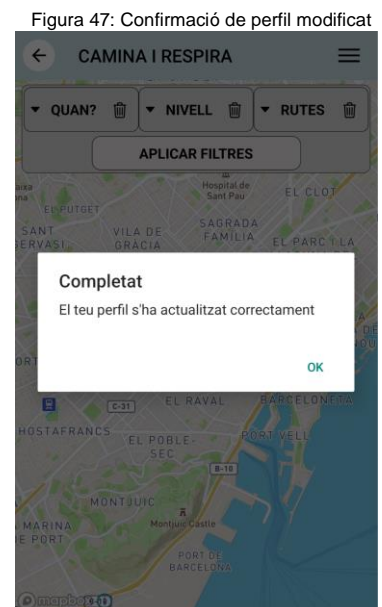 Figura 47: Confirmació de perfil modificat
CAMINA I RESPIRA
QUAN?
NIVELL
RUTES
APLICAR FILTRES
Hospital de
Sant Pau
EL CLOT
EL PUTGET
SANT
GERVASI
VILA DE
GRÀCIA
SAGRADA
FAMÍLIA
EL PARC I LA
Completat
El teu perfil s'ha actualitzat correctament
OK
C-31
EL RAVAL
BARCELONETA
HOSTAFRANCS
EL POBLE-
SEC
PORT VELL
B-10
MONTJUÏC
Montjuïc Castle
MARINA
DE PORT
PORT DE
BARCELONA
mapbox